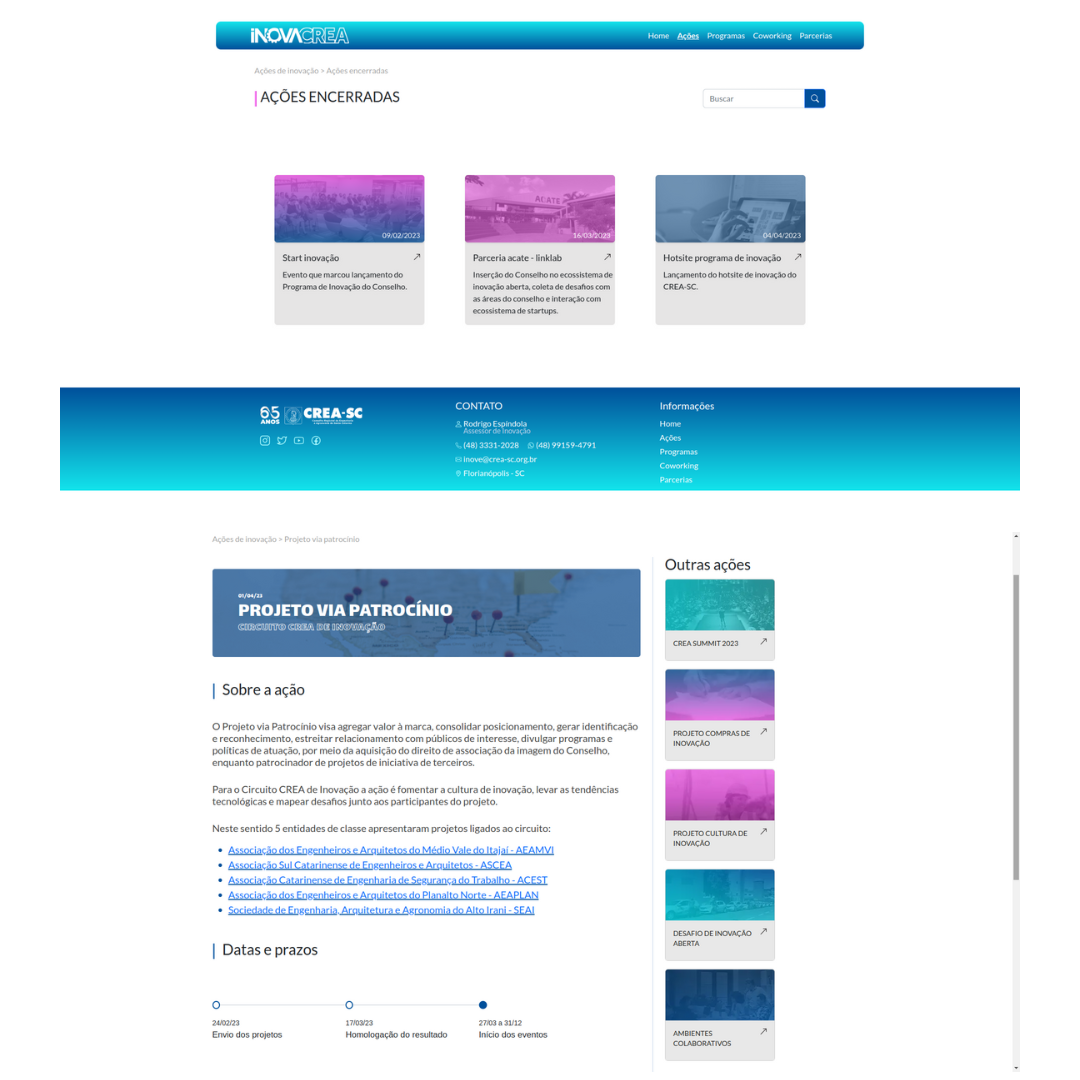 INOVACREA
Home Ações Programas Coworking Parcerias
Ações de inovação > Ações encerradas
AÇÕES ENCERRADAS
Buscar
ACATE
09/02/2023
16/03/2023
04/04/2023
Start inovação
Evento que marcou lançamento do
Programa de Inovação do Conselho.
Parceria acate - linklab
Inserção do Conselho no ecossistema de
inovação aberta, coleta de desafios com
as áreas do conselho e interação com
ecossistema de startups.
Hotsite programa de inovação
Lançamento do hotsite de inovação do
CREA-SC.
65
ANOS
CREA-SC
CONTATO
Rodrigo Espíndola
Assessor de Inovação
(48) 3331-2028 (48) 99159-4791
inove@crea-sc.org.br
Florianópolis - SC
Informações
Home
Ações
Programas
Coworking
Parcerias
Ações de inovação > Projeto via patrocínio
01/04/23
PROJETO VIA PATROCÍNIO
CIRCUITO CREA DE INOVAÇÃO
Sobre a ação
O Projeto via Patrocínio visa agregar valor à marca, consolidar posicionamento, gerar identificação
e reconhecimento, estreitar relacionamento com públicos de interesse, divulgar programas e
políticas de atuação, por meio da aquisição do direito de associação da imagem do Conselho,
enquanto patrocinador de projetos de iniciativa de terceiros.
Para o Circuito CREA de Inovação a ação é fomentar a cultura de inovação, levar as tendências
tecnológicas e mapear desafios junto aos participantes do projeto.
Neste sentido 5 entidades de classe apresentaram projetos ligados ao circuito:
Associação dos Engenheiros e Arquitetos do Médio Vale do Itajaí - AEAMVI
Associação Sul Catarinense de Engenheiros e Arquitetos - ASCEA
Associação Catarinense de Engenharia de Segurança do Trabalho - ACEST
Associação dos Engenheiros e Arquitetos do Planalto Norte - AEAPLAN
Sociedade de Engenharia, Arquitetura e Agronomia do Alto Irani - SEAI
Datas e prazos
24/02/23
Envio dos projetos
17/03/23
Homologação do resultado
27/03 a 31/12
Início dos eventos
Outras ações
CREA SUMMIT 2023
PROJETO COMPRAS DE
INOVAÇÃO
PROJETO CULTURA DE
INOVAÇÃO
DESAFIO DE INOVAÇÃO
ABERTA
AMBIENTES
COLABORATIVOS